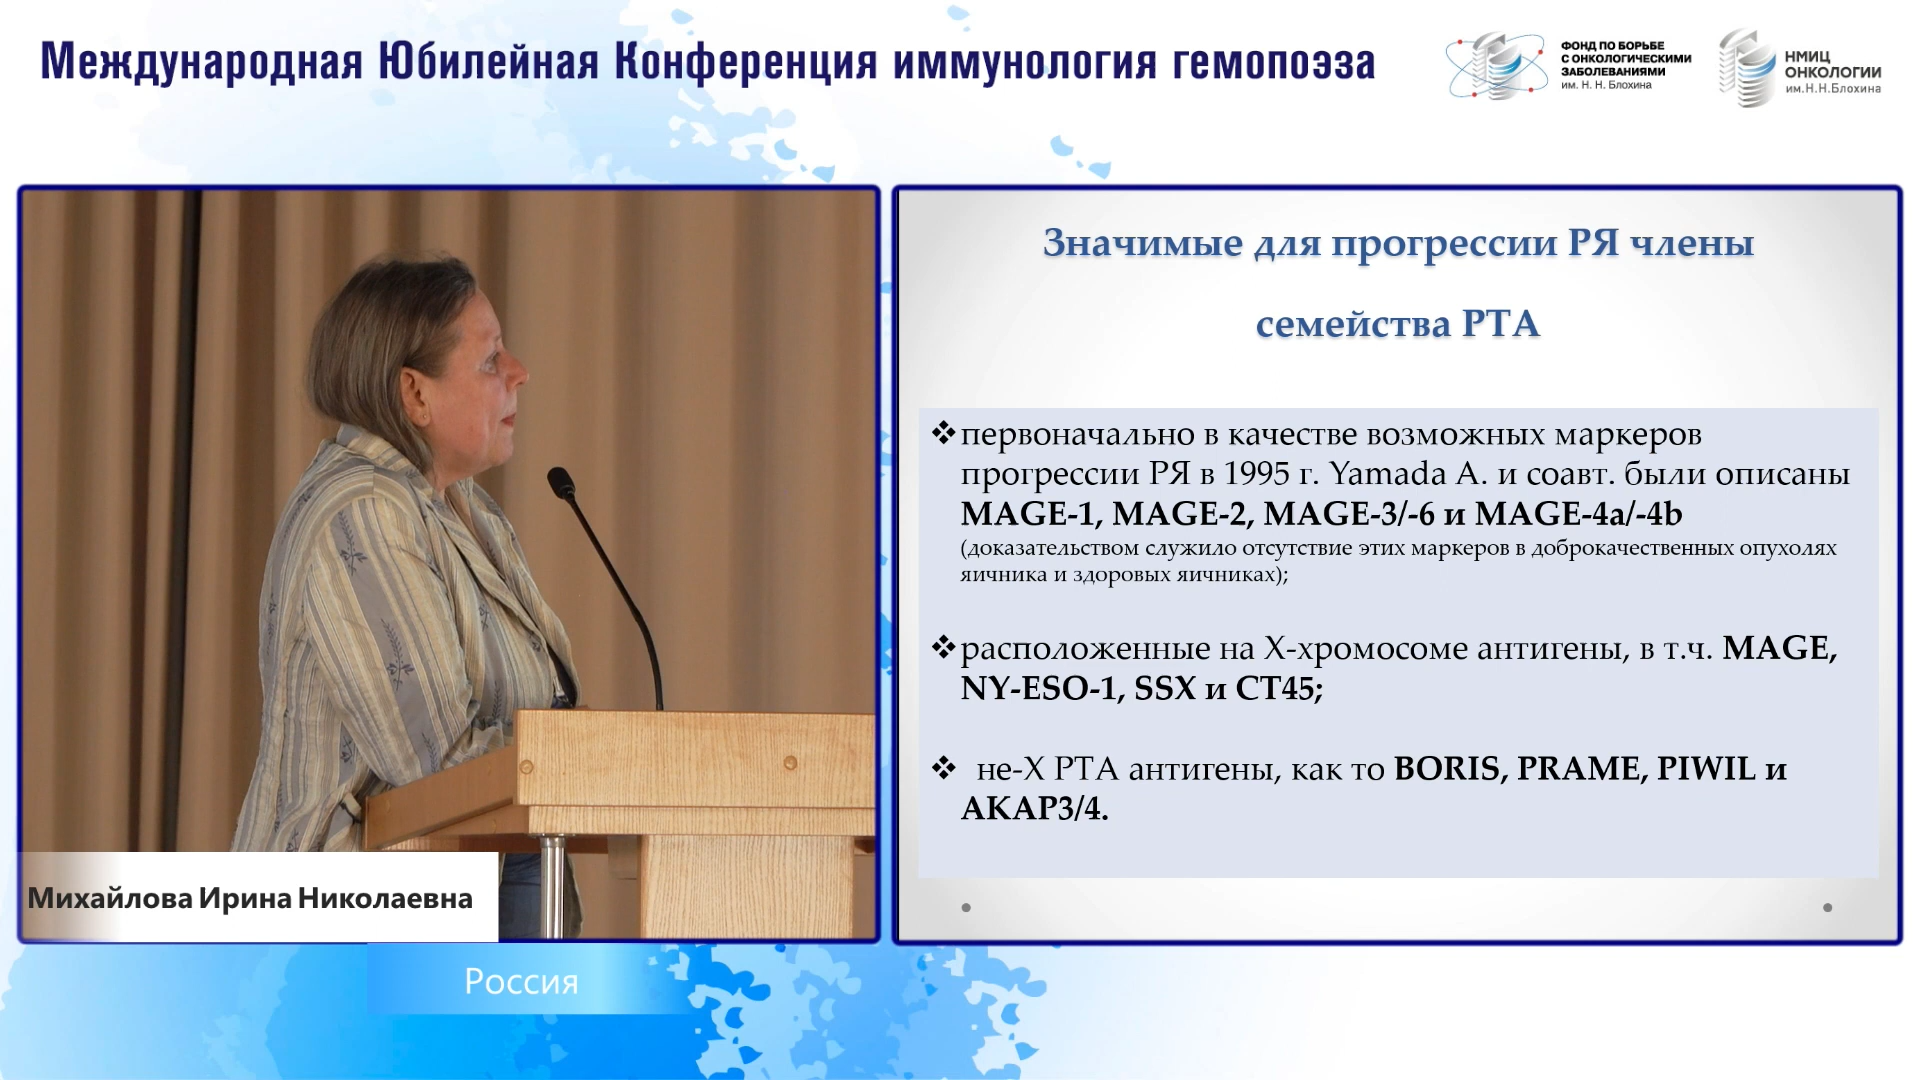 Международная Юбилейная Конференция иммунология гемопоэза
ФОНД ПО БОРЬБЕ
С ОНКОЛОГИЧЕСКИМИ
ЗАБОЛЕВАНИЯМИ
им. Н. Н. Блохина
НМИЦ
ОНКОЛОГИИ
им.Н.Н.Блохина
Значимые для прогрессии РЯ члены
семейства РТА
❖первоначально в качестве возможных маркеров
прогрессии РЯ в 1995 г. Yamada A. и соавт. были описаны
MAGE-1, MAGE-2, MAGE-3/-6 и MAGE-4a/-4b
(доказательством служило отсутствие этих маркеров в доброкачественных опухолях
яичника и здоровых яичниках);
❖расположенные на Х-хромосоме антигены, в т.ч. MAGE,
NY-ESO-1, SSX и CT45;
❖ не-Х РТА антигены, как то BORIS, PRAME, PIWIL и
AKAP3/4.
Михайлова Ирина Николаевна
Россия